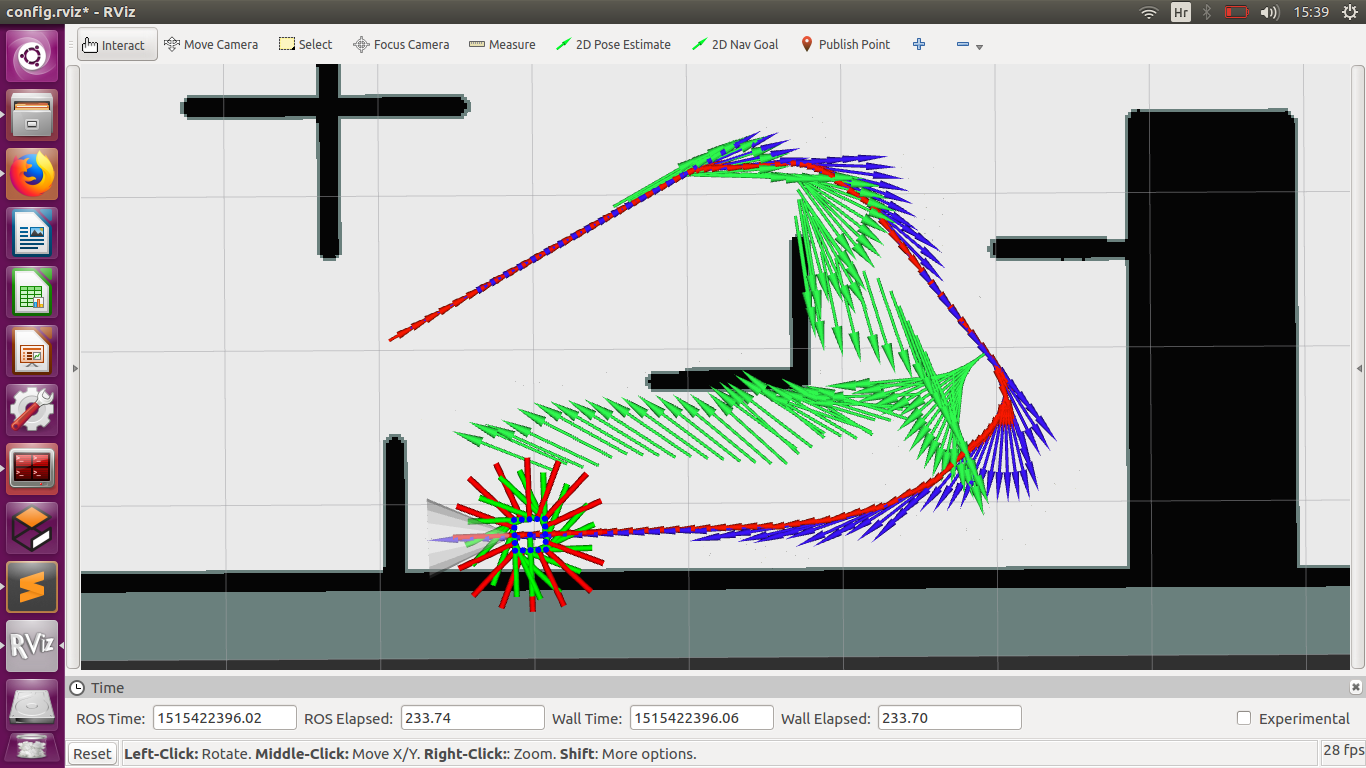 config.rviz* - RViz
Hr
15:39
Interact Move Camera Select Focus Camera Measure 2D Pose Estimate 2D Nav Goal Publish Point
RViz
Time
ROS Time: 1515422396.02 ROS Elapsed: 233.74 Wall Time: 1515422396.06 Wall Elapsed: 233.70 Experimental
Reset Left-Click: Rotate. Middle-Click: Move X/Y. Right-Click:: Zoom. Shift: More options. 28 fps